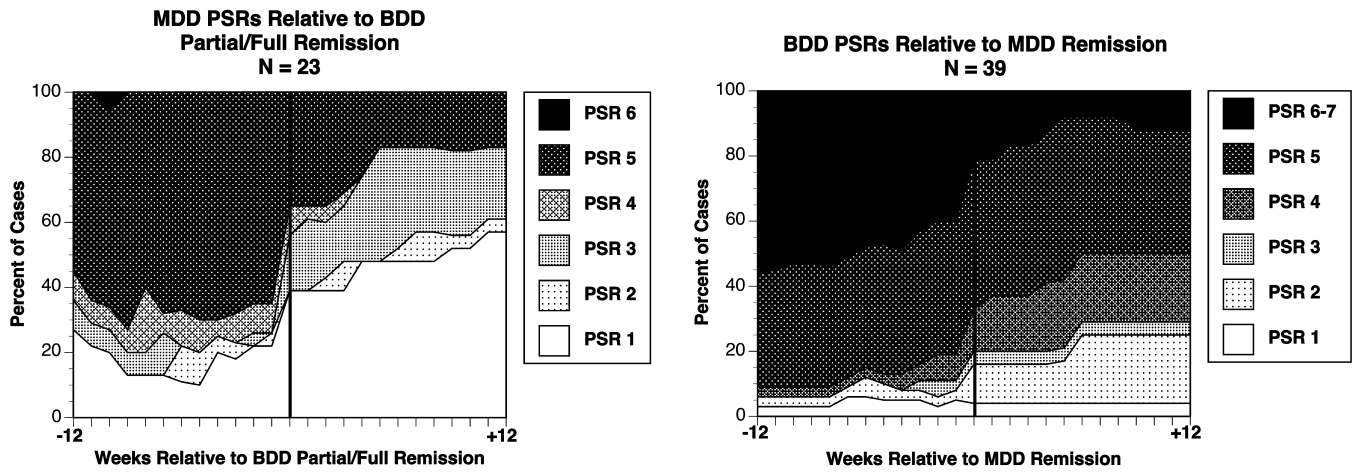 MDD PSRs Relative to BDD
Partial/Full Remission
N = 23
100
80
60
40
20
0
Percent of Cases
-12
+12
Weeks Relative to BDD Partial/Full Remission
PSR 6
PSR 5
PSR 4
PSR 3
PSR 2
PSR 1
BDD PSRs Relative to MDD Remission
N = 39
100
80
60
40
20
0
Percent of Cases
-12
+12
Weeks Relative to MDD Remission
PSR 6-7
PSR 5
PSR 4
PSR 3
PSR 2
PSR 1